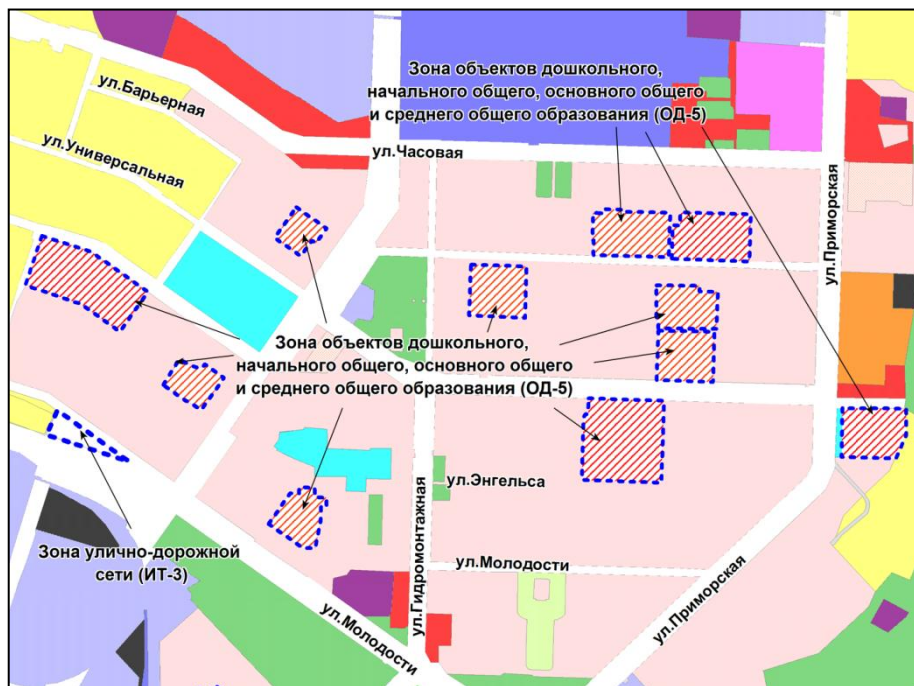 Зона объектов дошкольного,
начального общего, основного общего
и среднего общего образования (ОД-5)
ул.Барьерная
ул.Универсальная
ул.Часовая
ул.Приморская
Зона объектов дошкольного,
начального общего, основного общего
и среднего общего образования (ОД-5)
ул.Энгельса
ул.Гидромонтажная
Зона улично-дорожной
сети (ИТ-3)
ул.Молодости
ул.Молодости
ул.Приморская